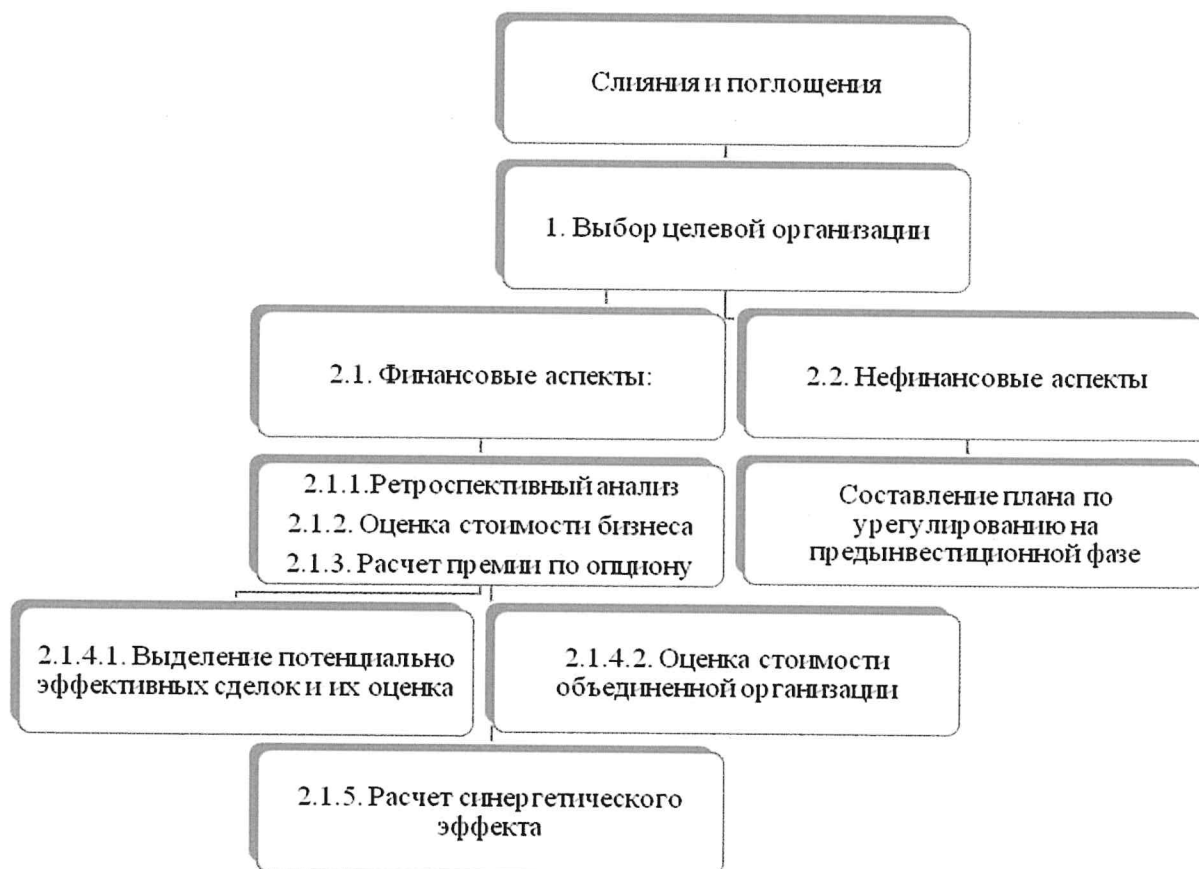 Слияния и поглощения
1. Выбор целевой организации
2.1. Финансовые аспекты:
2.2. Нефинансовые аспекты
2.1.1.Ретроспективный анализ
2.1.2. Оценка стоимости бизнеса
2.1.3. Расчет премии по опциону
Составление плана по
урегулированию на
предынвестиционной фазе
2.1.4.1. Выделение потенциально
эффективных сделок и их оценка
2.1.4.2. Оценка стоимости
объединенной организации
2.1.5. Расчет синергетического
эффекта